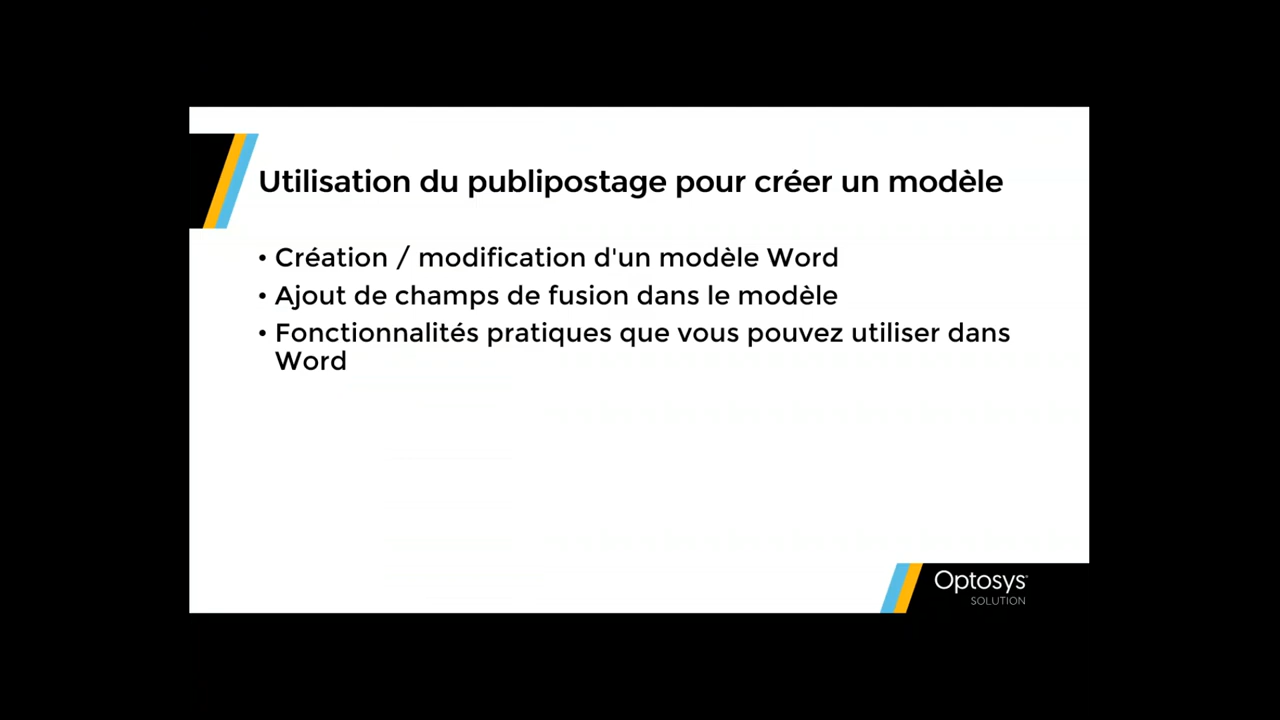 Utilisation du publipostage pour créer un modèle
• Création / modification d'un modèle Word
• Ajout de champs de fusion dans le modèle
• Fonctionnalités pratiques que vous pouvez utiliser dans
Word
Optosys
SOLUTION